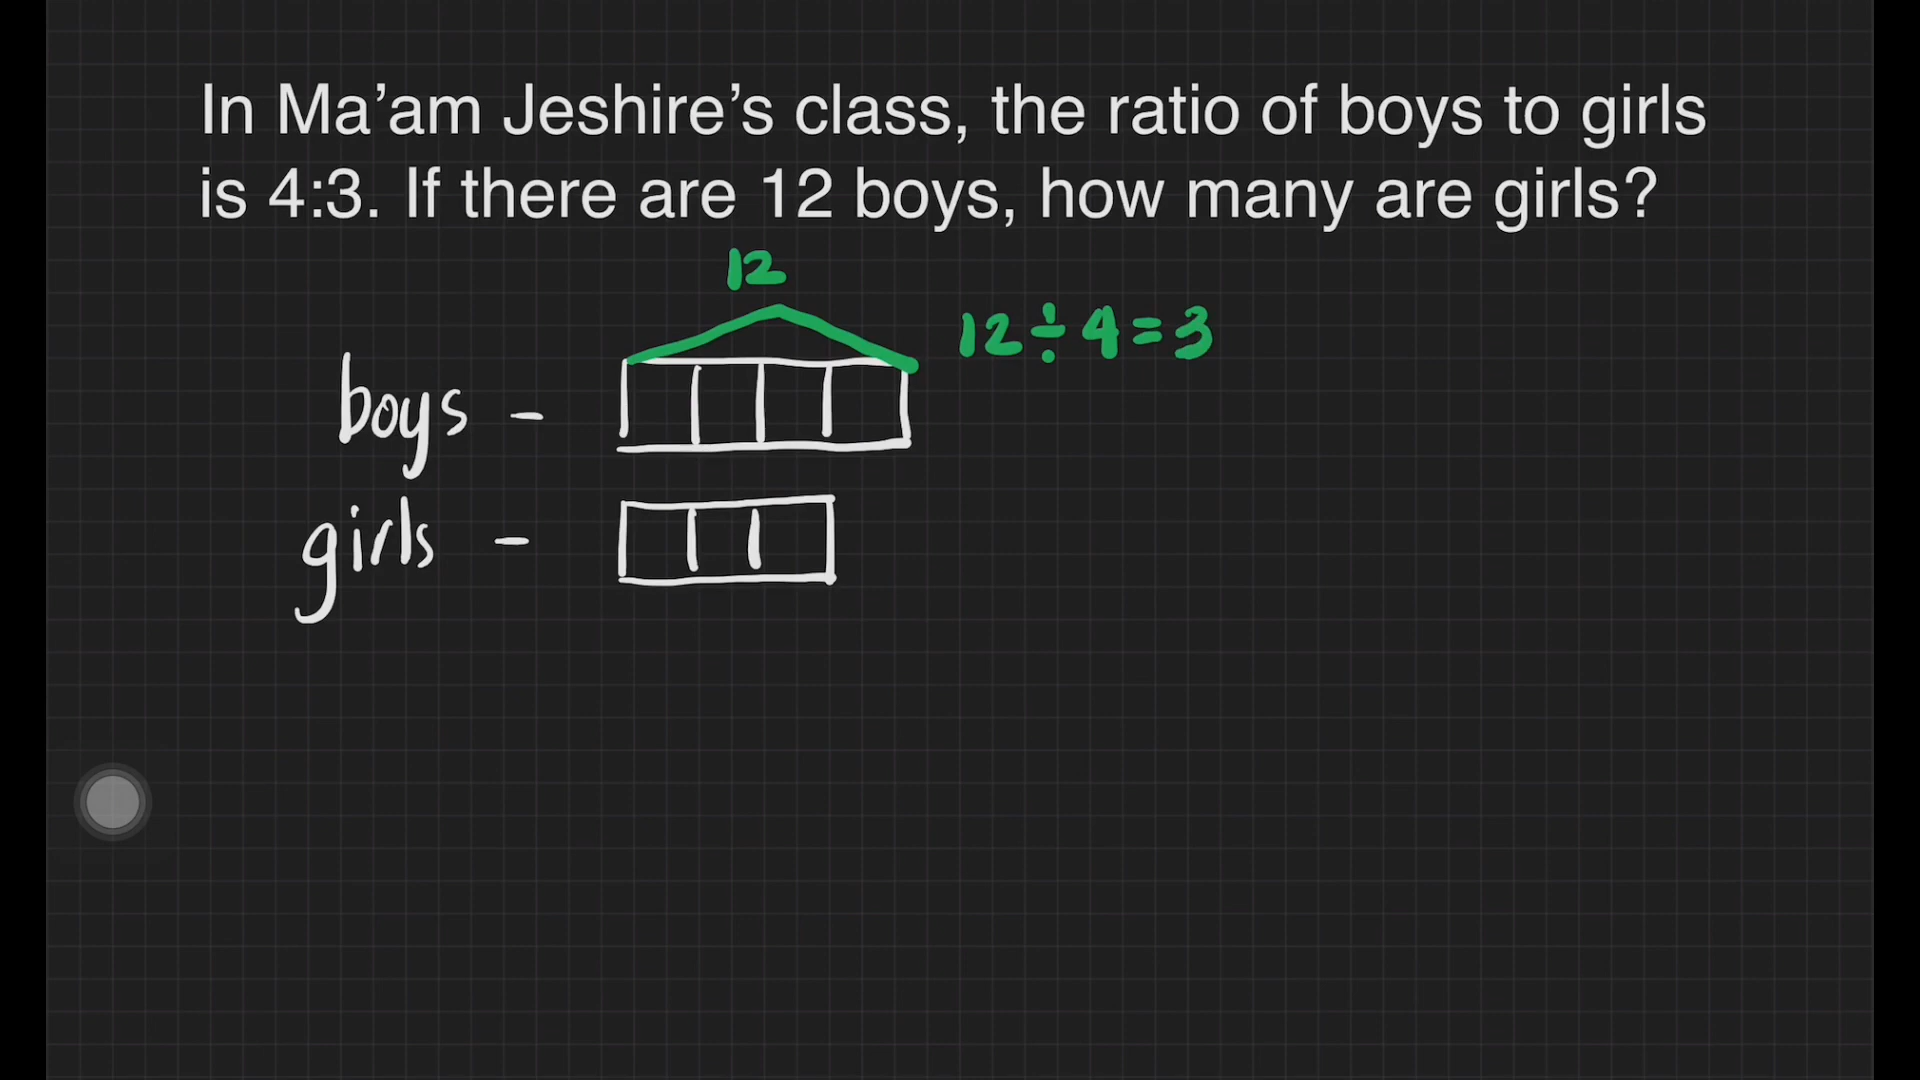 In Ma’am Jeshire’s class, the ratio of boys to girls
is 4:3. If there are 12 boys, how many are girls?
12
12÷4=3
boys -
girls -